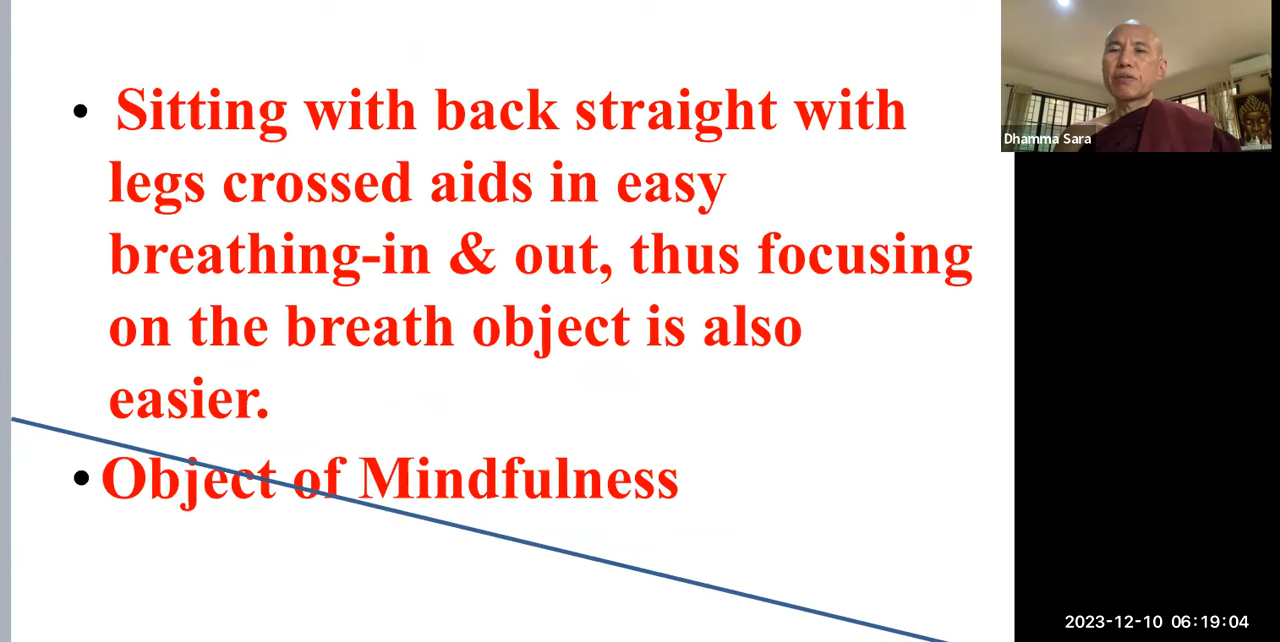 • Sitting with back straight with
legs crossed aids in easy
breathing-in & out, thus focusing
on the breath object is also
easier.
• Object of Mindfulness
Dhamma Sara
2023-12-10 06:19:04